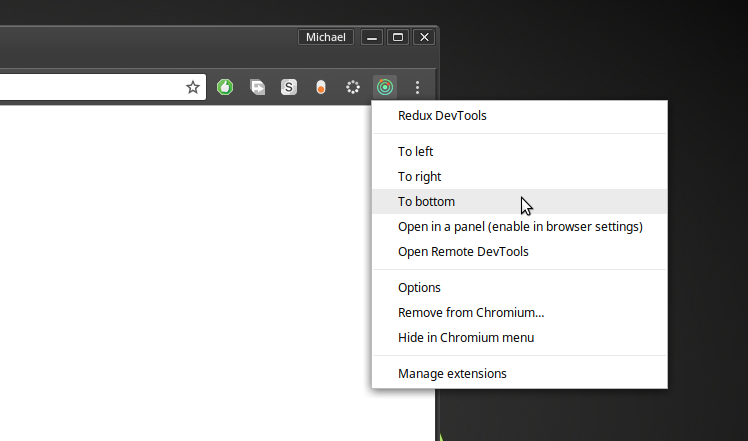 Michael
S
Redux DevTools
To left
To right
To bottom
Open in a panel (enable in browser settings)
Open Remote DevTools
Options
Remove from Chromium...
Hide in Chromium menu
Manage extensions